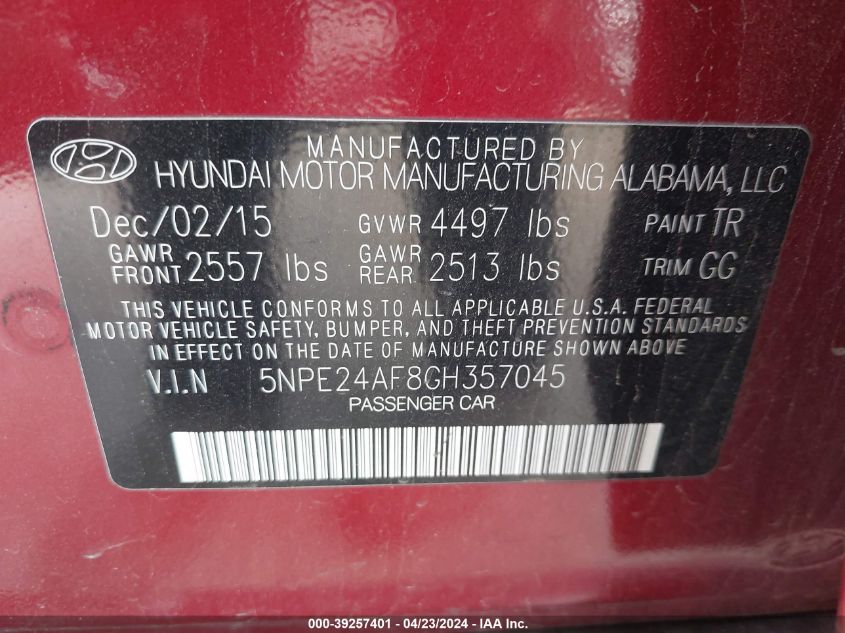 MANUFACTURED BY
HYUNDAI MOTOR MANUFACTURING ALABAMA, LLC
Dec/02/15 GVWR 4497 lbs PAINT TR
GAWR FRONT 2557 lbs GAWR REAR 2513 lbs TRIM GG
THIS VEHICLE CONFORMS TO ALL APPLICABLE U.S.A. FEDERAL
MOTOR VEHICLE SAFETY, BUMPER, AND THEFT PREVENTION STANDARDS
IN EFFECT ON THE DATE OF MANUFACTURE SHOWN ABOVE.
V.I.N 5NPE24AF8GH357045
PASSENGER CAR
000-39257401 - 04/23/2024 - IAA Inc.